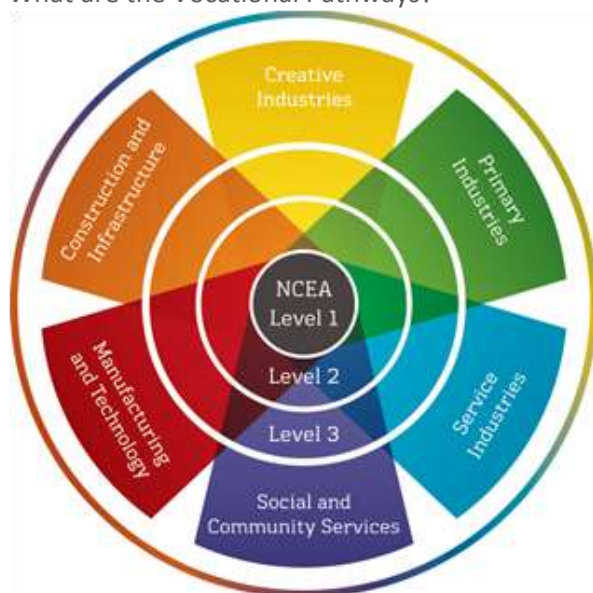 What are the Vocational Pathways?
Creative
Industries
Primary
Industries
Service
Industries
Social and
Community Services
Manufacturing
and Technology
Construction and
Infrastructure
NCEA
Level 1
Level 2
Level 3